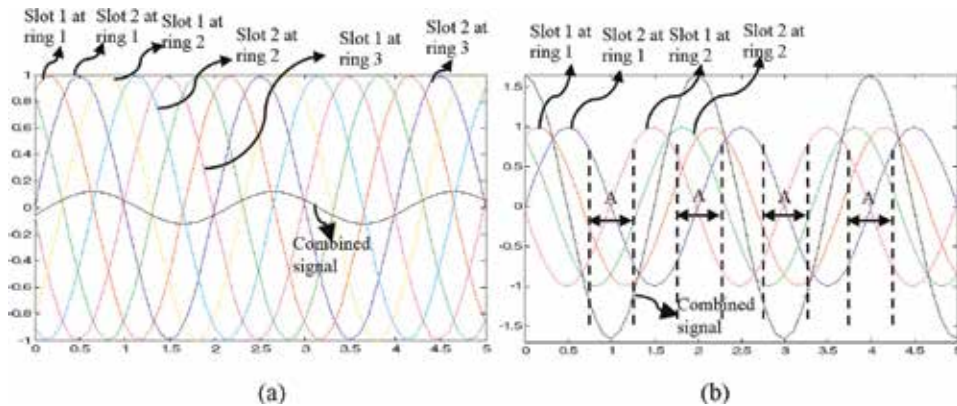 Slot 1 at
ring 1
Slot 2 at
ring 1
Slot 1 at
ring 2
Slot 2 at
ring 2
Slot 1 at
ring 3
Slot 2 at
ring 3
1
0.8
0.6
0.4
0.2
0
-0.2
-0.4
-0.6
-0.8
-1
0 0.5 1 1.5 2 2.5 3 3.5 4 4.5 5
Combined
signal
(a)
Slot 1 at
ring 1
Slot 2 at
ring 1
Slot 1 at
ring 2
Slot 2 at
ring 2
1.5
1
0.5
0
-0.5
-1
-1.5
0 0.5 1 1.5 2 2.5 3 3.5 4 4.5 5
A A A A
Combined
signal
(b)